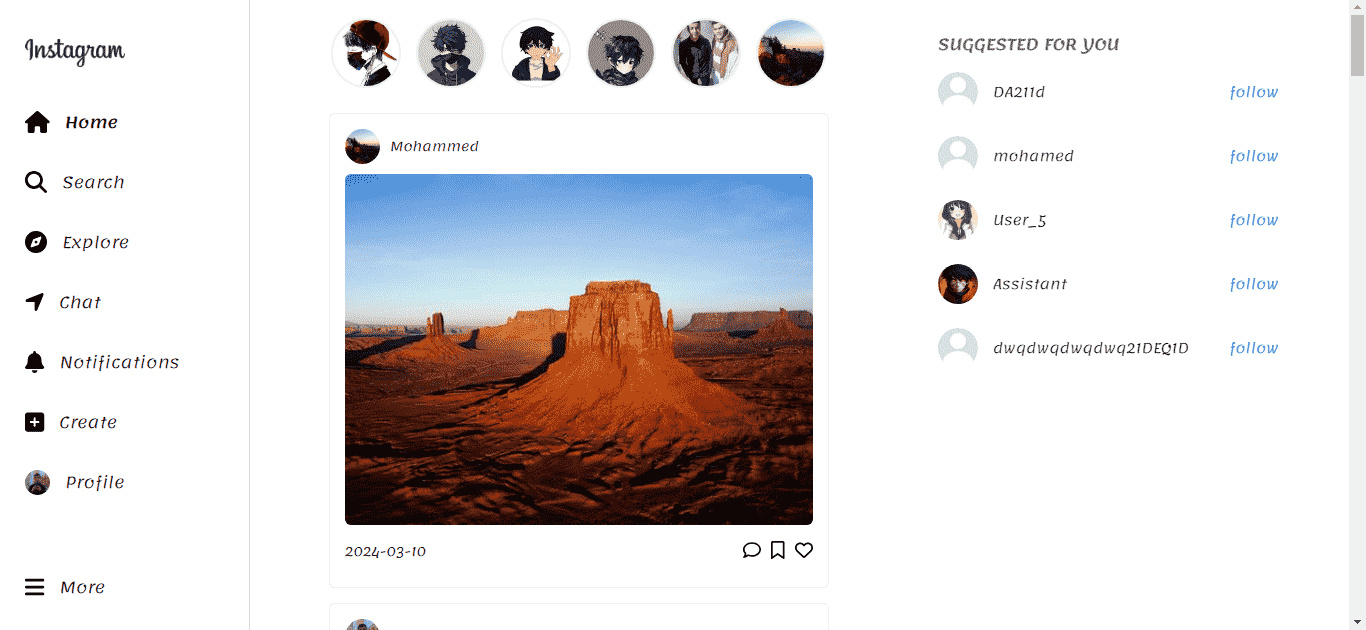 Instagram
Home
Search
Explore
Chat
Notifications
Create
Profile
More
Mohammed
2024-03-10
SUGGESTED FOR YOU
DA211d follow
mohamed follow
User_5 follow
Assistant follow
dwqdwqdwqdwq21DEQ1D follow